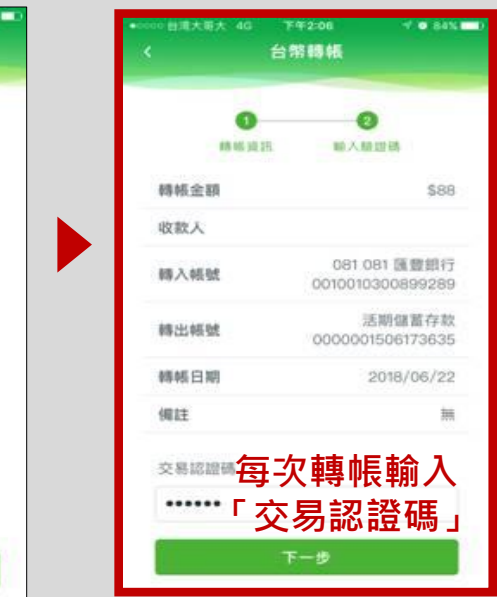 台灣大哥大 4G 下午2:06 84%
台幣轉帳
1 2
轉帳資訊 輸入驗證碼
轉帳金額 $88
收款人
轉入帳號 081 081 匯豐銀行
0010010300899289
轉出帳號 活期儲蓄存款
0000001506173635
轉帳日期 2018/06/22
備註 無
交易認證碼
每次轉帳輸入
「交易認證碼」
下一步